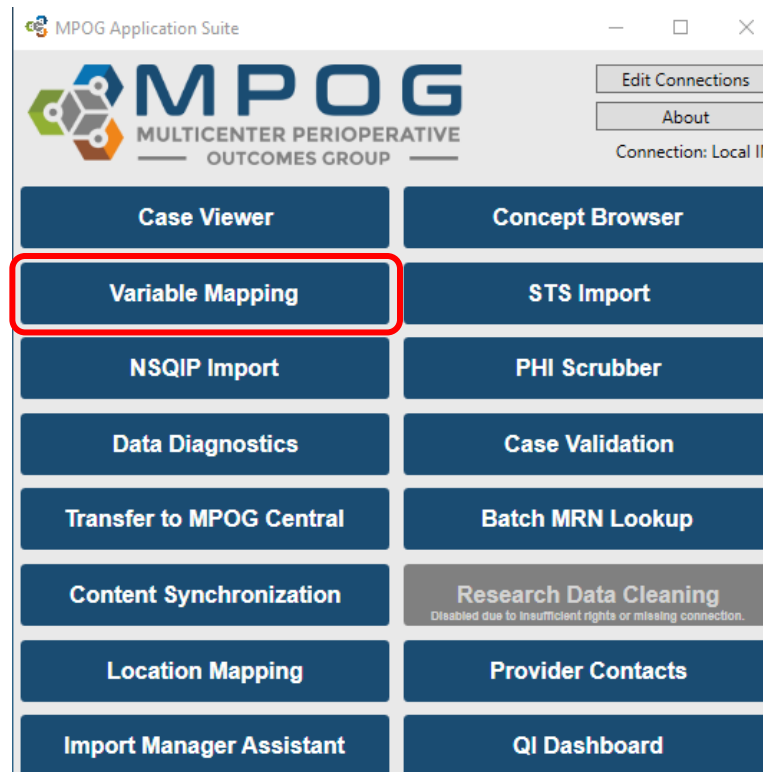 MPOG Application Suite
MPOG
MULTICENTER PERIOPERATIVE
OUTCOMES GROUP
Edit Connections
About
Connection: Local
Case Viewer
Concept Browser
Variable Mapping
STS Import
NSQIP Import
PHI Scrubber
Data Diagnostics
Case Validation
Transfer to MPOG Central
Batch MRN Lookup
Content Synchronization
Research Data Cleaning
Disabled due to insufficient rights or missing connection.
Location Mapping
Provider Contacts
Import Manager Assistant
QI Dashboard